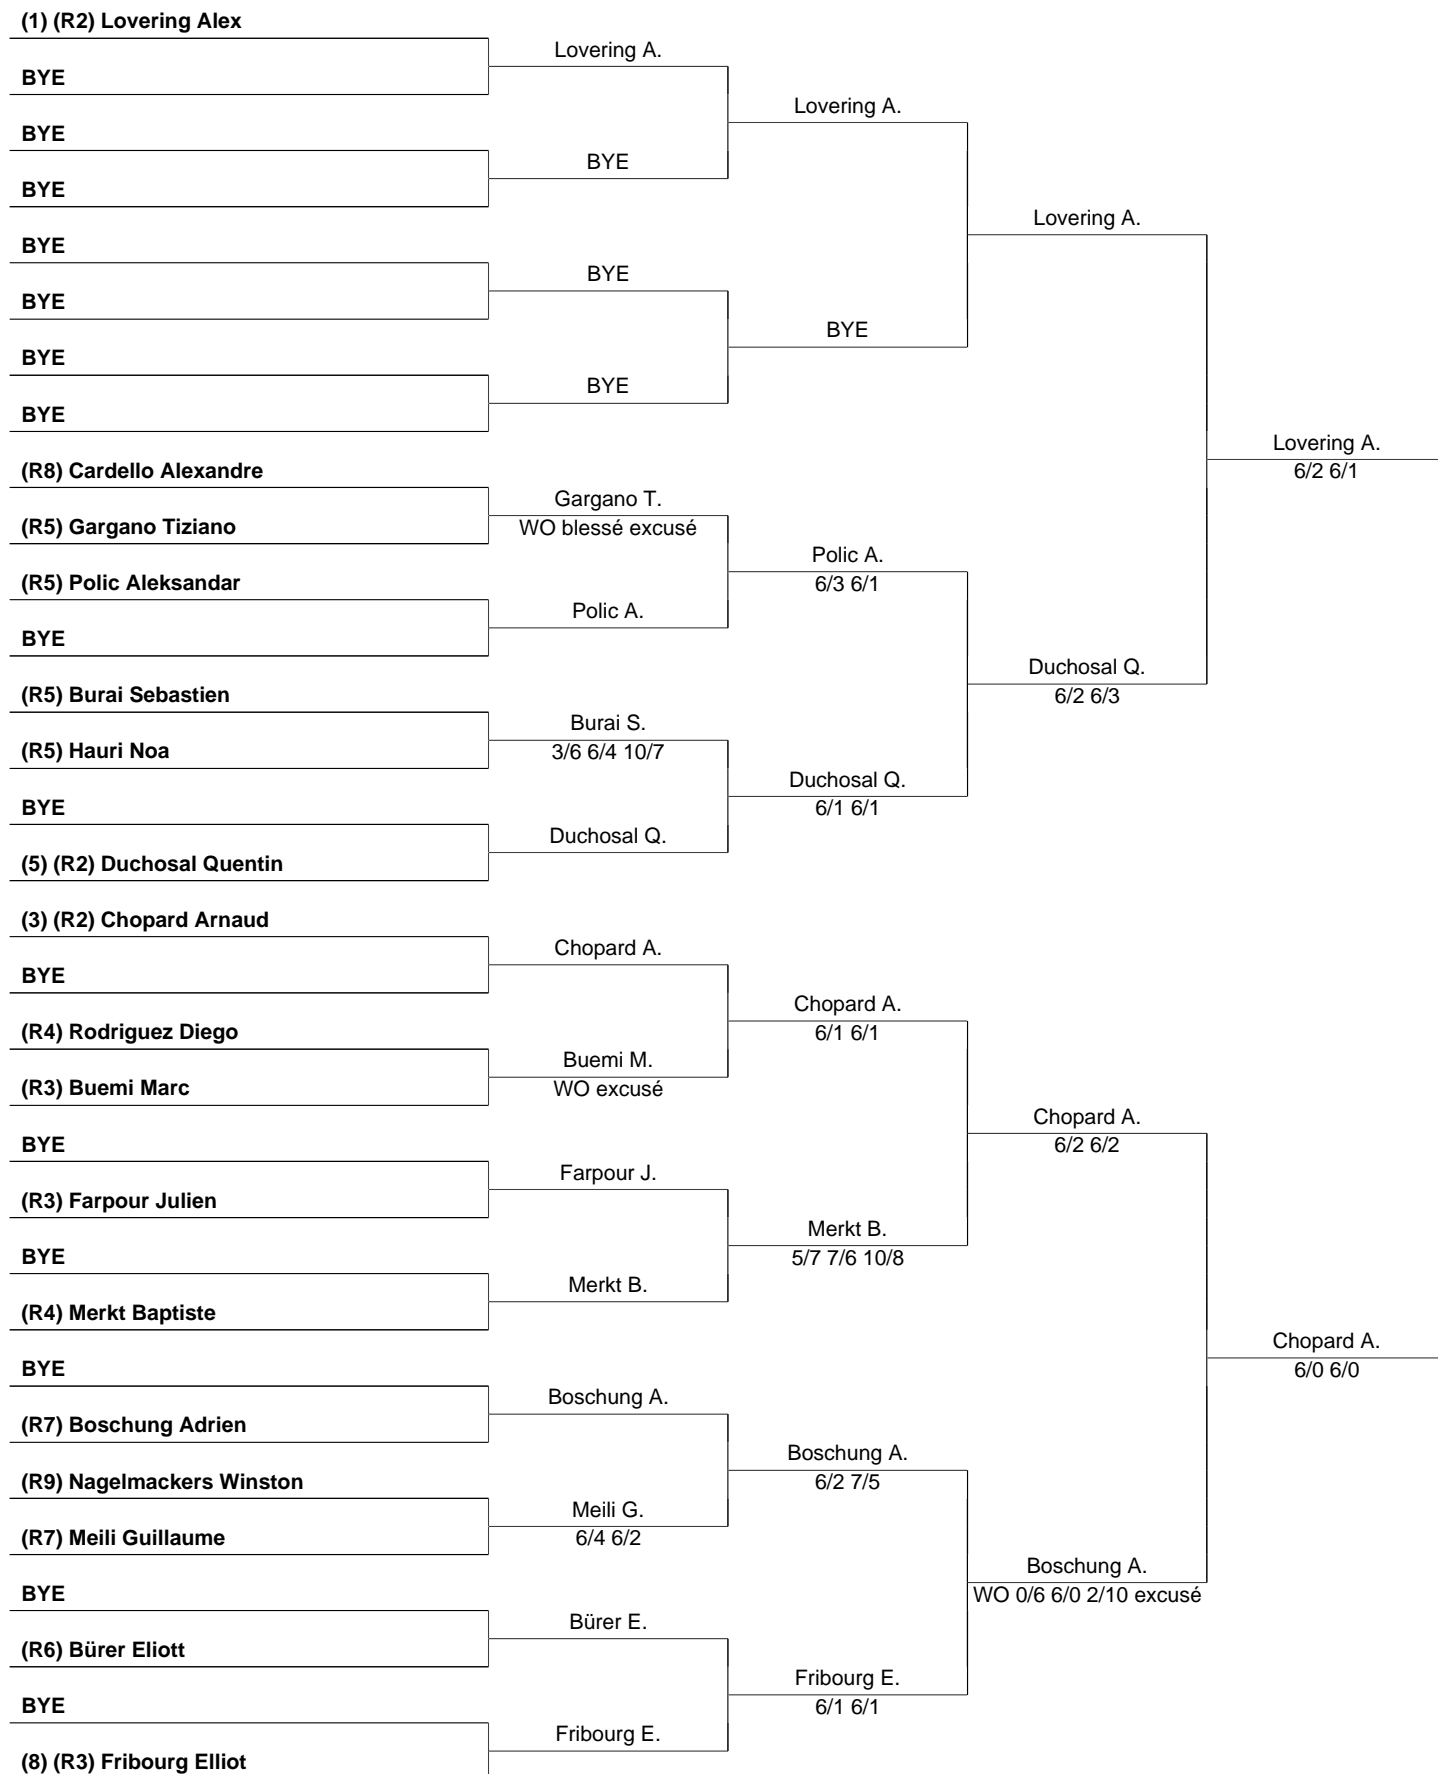 (1) (R2) Lovering Alex
Lovering A.
BYE
Lovering A.
BYE
BYE
BYE
Lovering A.
BYE
BYE
BYE
BYE
BYE
BYE
BYE
Lovering A.
6/2 6/1
(R8) Cardello Alexandre
Gargano T.
WO blessé excusé
(R5) Gargano Tiziano
Polic A.
6/3 6/1
(R5) Polic Aleksandar
Polic A.
BYE
Duchosal Q.
6/2 6/3
(R5) Burai Sebastien
Burai S.
3/6 6/4 10/7
(R5) Hauri Noa
Duchosal Q.
6/1 6/1
BYE
Duchosal Q.
(5) (R2) Duchosal Quentin
(3) (R2) Chopard Arnaud
Chopard A.
BYE
Chopard A.
6/1 6/1
(R4) Rodriguez Diego
Buemi M.
WO excusé
(R3) Buemi Marc
Chopard A.
6/2 6/2
BYE
Farpour J.
(R3) Farpour Julien
Merkt B.
5/7 7/6 10/8
BYE
Merkt B.
(R4) Merkt Baptiste
Chopard A.
6/0 6/0
BYE
Boschung A.
(R7) Boschung Adrien
Boschung A.
6/2 7/5
(R9) Nagelmackers Winston
Meili G.
6/4 6/2
(R7) Meili Guillaume
Boschung A.
WO 0/6 6/0 2/10 excusé
BYE
Bürer E.
(R6) Bürer Eliott
Fribourg E.
6/1 6/1
BYE
Fribourg E.
(8) (R3) Fribourg Elliot